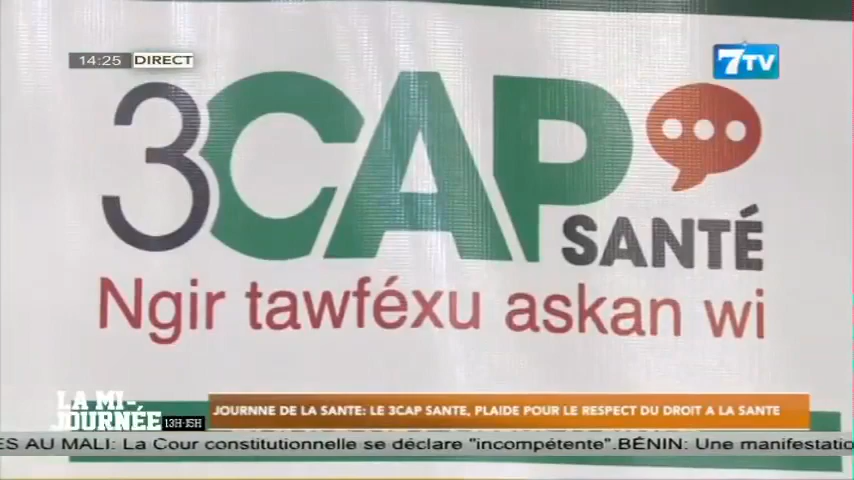 14:25 DIRECT
7TV
3CAP
SANTÉ
Ngir tawféxu askan wi
LA MI-
JOURNÉE
13H-15H
JOURNNE DE LA SANTE: LE 3CAP SANTE, PLAIDE POUR LE RESPECT DU DROIT A LA SANTE
ES AU MALI: La Cour constitutionnelle se déclare "incompétente".BÉNIN: Une manifestatio